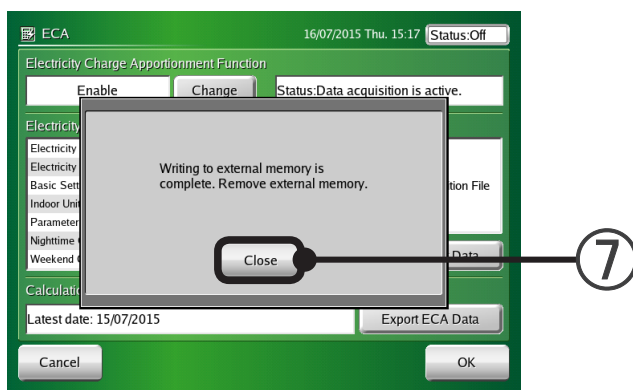 ECA 16/07/2015 Thu. 15:17 Status:Off
Electricity Charge Apportionment Function
Enable Change Status:Data acquisition is active.
Electricity
Electricity
Electricity
Basic Sett tion File
Indoor Unit
Parameter
Nighttime
Weekend Data
Writing to external memory is
complete. Remove external memory.
Close
7
Calculatio
Latest date: 15/07/2015 Export ECA Data
Cancel OK